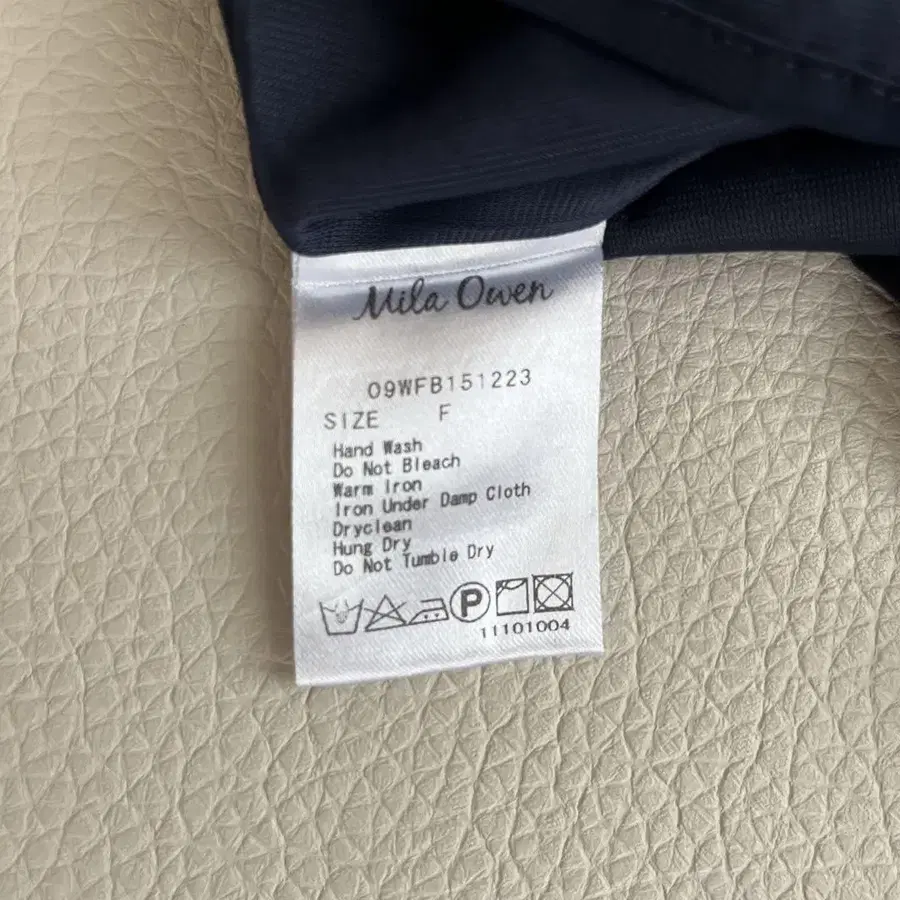 Mila Owen
09WFB151223
SIZE F
Hand Wash
Do Not Bleach
Warm Iron
Iron Under Damp Cloth
Dryclean
Hung Dry
Do Not Tumble Dry
P
11101004